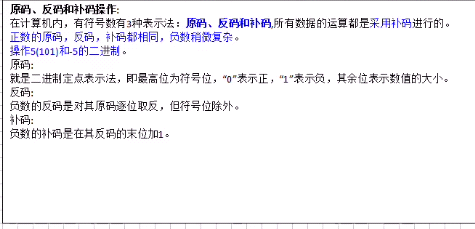 原码、反码和补码操作:
在计算机内，有符号数有3种表示法：原码、反码和补码,所有数据的运算都是采用补码进行的。
正数的原码，反码，补码都相同，负数稍微复杂。
操作5(101)和-5的二进制。
原码:
就是二进制定点表示法，即最高位为符号位，“0”表示正，“1”表示负，其余位表示数值的大小。
反码:
负数的反码是对其原码逐位取反，但符号位除外。
补码:
负数的补码是在其反码的末位加1。